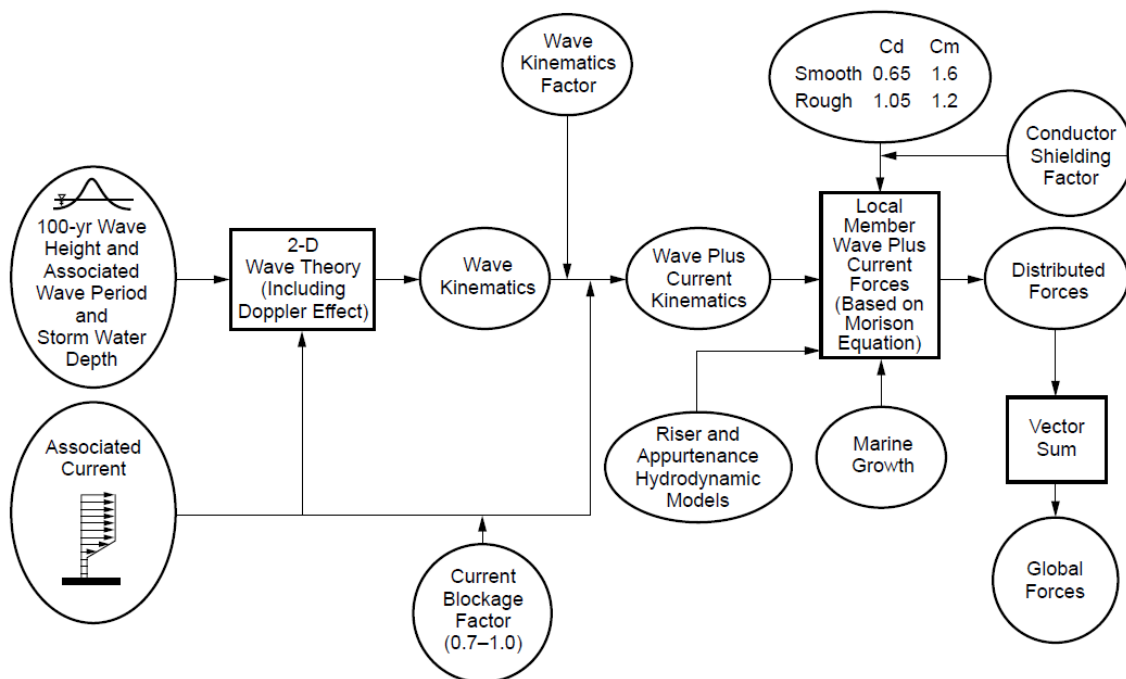 Wave
Kinematics
Factor
Cd Cm
Smooth 0.65 1.6
Rough 1.05 1.2
Conductor
Shielding
Factor
100-yr Wave
Height and
Associated
Wave Period
and
Storm Water
Depth
2-D
Wave Theory
(Including
Doppler Effect)
Wave
Kinematics
Wave Plus
Current
Kinematics
Local
Member
Wave Plus
Current
Forces
(Based on
Morison
Equation)
Distributed
Forces
Associated
Current
Current
Blockage
Factor
(0.7–1.0)
Riser and
Appurtenance
Hydrodynamic
Models
Marine
Growth
Vector
Sum
Global
Forces